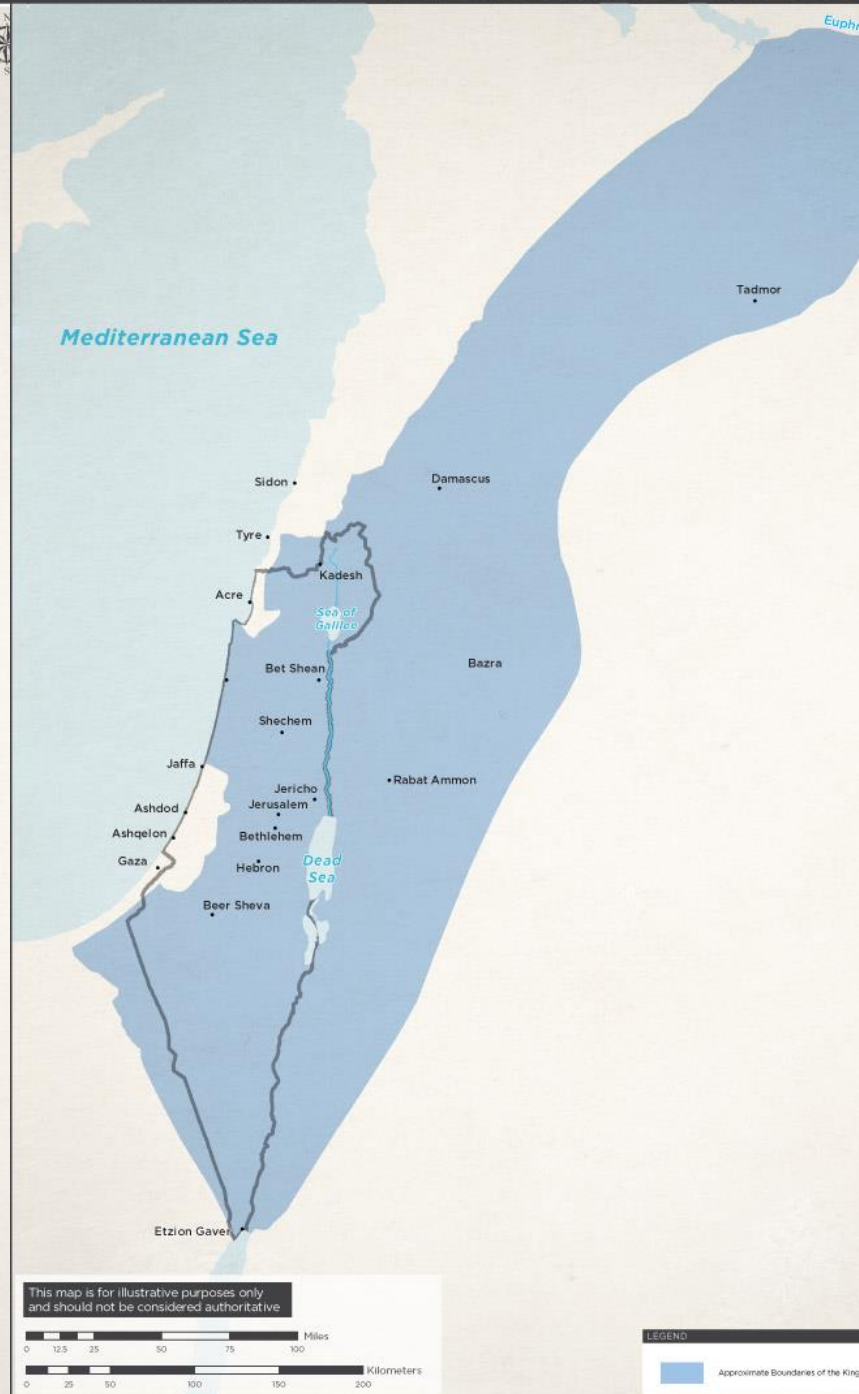 N
S
Euphr
Tadmor
Mediterranean Sea
Sidon
Damascus
Tyre
Kadesh
Acre
Sea of
Galilee
Bet Shean
Bazra
Shechem
Jaffa
Rabat Ammon
Jericho
Ashdod
Jerusalem
Ashqelon
Bethlehem
Gaza
Hebron
Dead
Sea
Beer Sheva
Etzion Gaver
This map is for illustrative purposes only
and should not be considered authoritative
Miles
0 12.5 25 50 75 100
Kilometers
0 25 50 100 150 200
LEGEND
Approximate Boundaries of the King